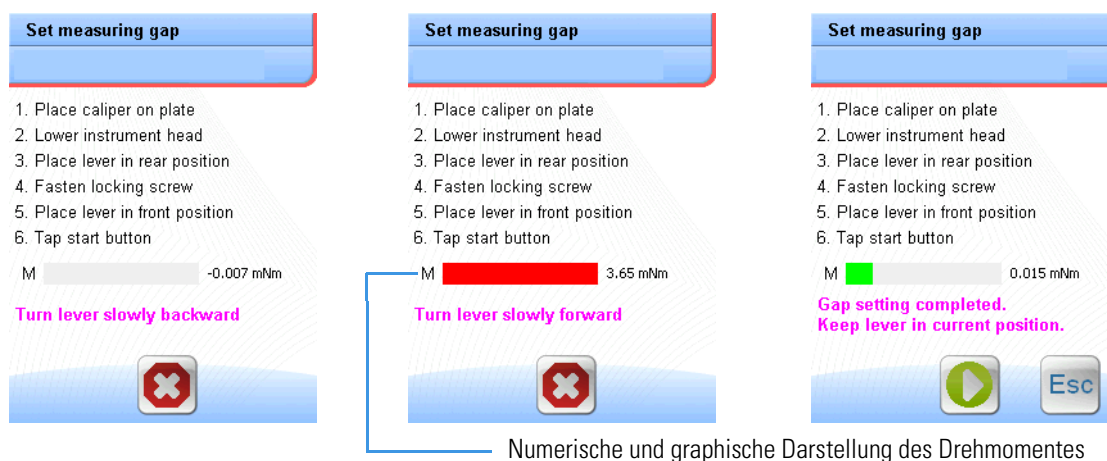 Set measuring gap
1. Place caliper on plate
2. Lower instrument head
3. Place lever in rear position
4. Fasten locking screw
5. Place lever in front position
6. Tap start button
M -0.007 mNm
Turn lever slowly backward
Set measuring gap
1. Place caliper on plate
2. Lower instrument head
3. Place lever in rear position
4. Fasten locking screw
5. Place lever in front position
6. Tap start button
M 3.65 mNm
Turn lever slowly forward
Set measuring gap
1. Place caliper on plate
2. Lower instrument head
3. Place lever in rear position
4. Fasten locking screw
5. Place lever in front position
6. Tap start button
M 0.015 mNm
Gap setting completed.
Keep lever in current position.
Esc
Numerische und graphische Darstellung des Drehmomentes